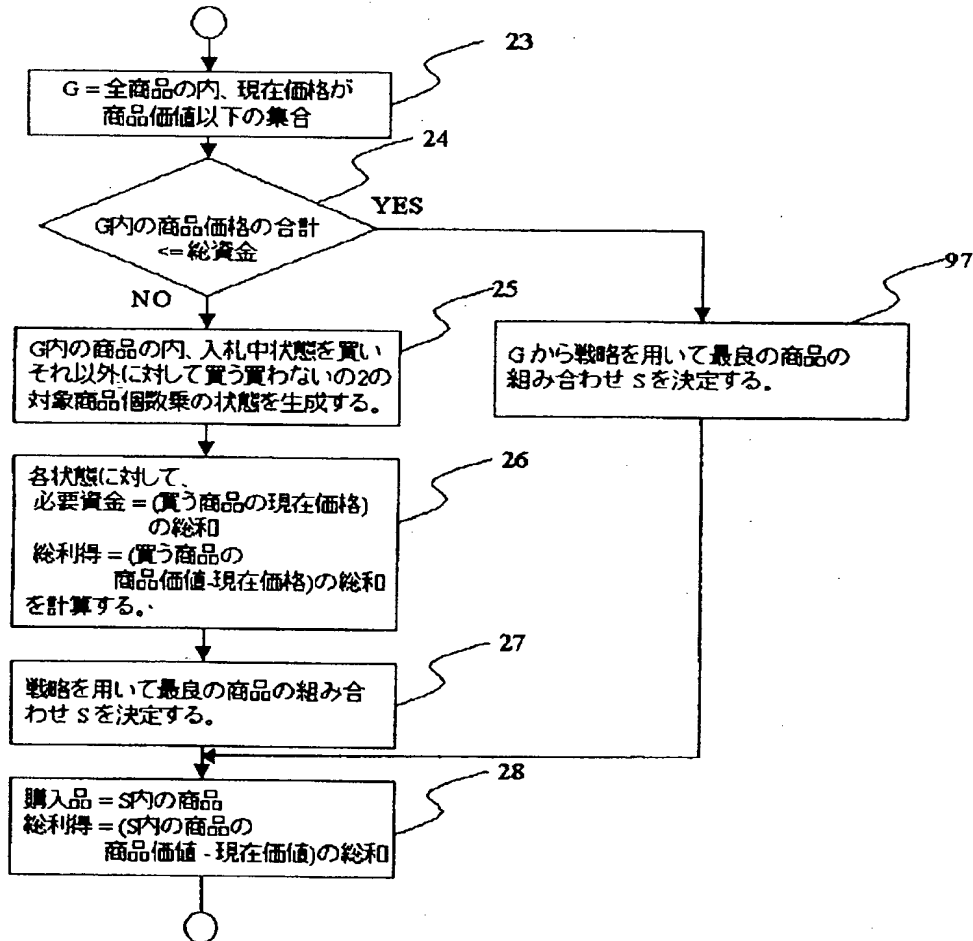 23
G = 全商品の内、現在価格が
商品価値以下の集合
24
YES
G内の商品価格の合計
<= 総資金
97
NO
25
G内の商品の内、入札中状態を買い
それ以外に対して買う買わないの2の
対象商品個数乗の状態を生成する。
Gから戦略を用いて最良の商品の
組み合わせ Sを決定する。
26
各状態に対して、
必要資金 = (買う商品の現在価格)
の総和
総利得 = (買う商品の
商品価値-現在価格)の総和
を計算する。
27
戦略を用いて最良の商品の組み合
わせ Sを決定する。
28
購入品 = S内の商品
総利得 = (S内の商品の
商品価値 - 現在価値)の総和